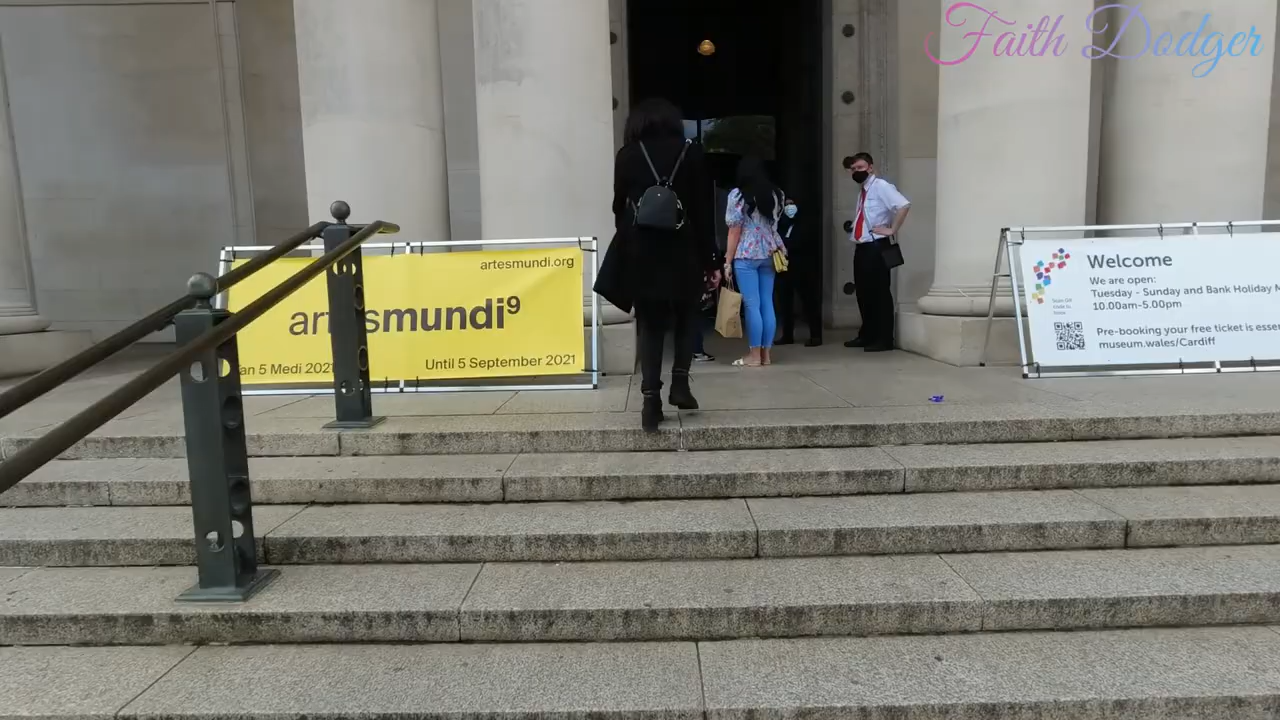 Faith Dodger
artesmundi.org
artesmundi9
an 5 Medi 2021
Until 5 September 2021
Welcome
We are open:
Tuesday - Sunday and Bank Holiday M
10.00am-5.00pm
Pre-booking your free ticket is esse
museum.wales/Cardiff